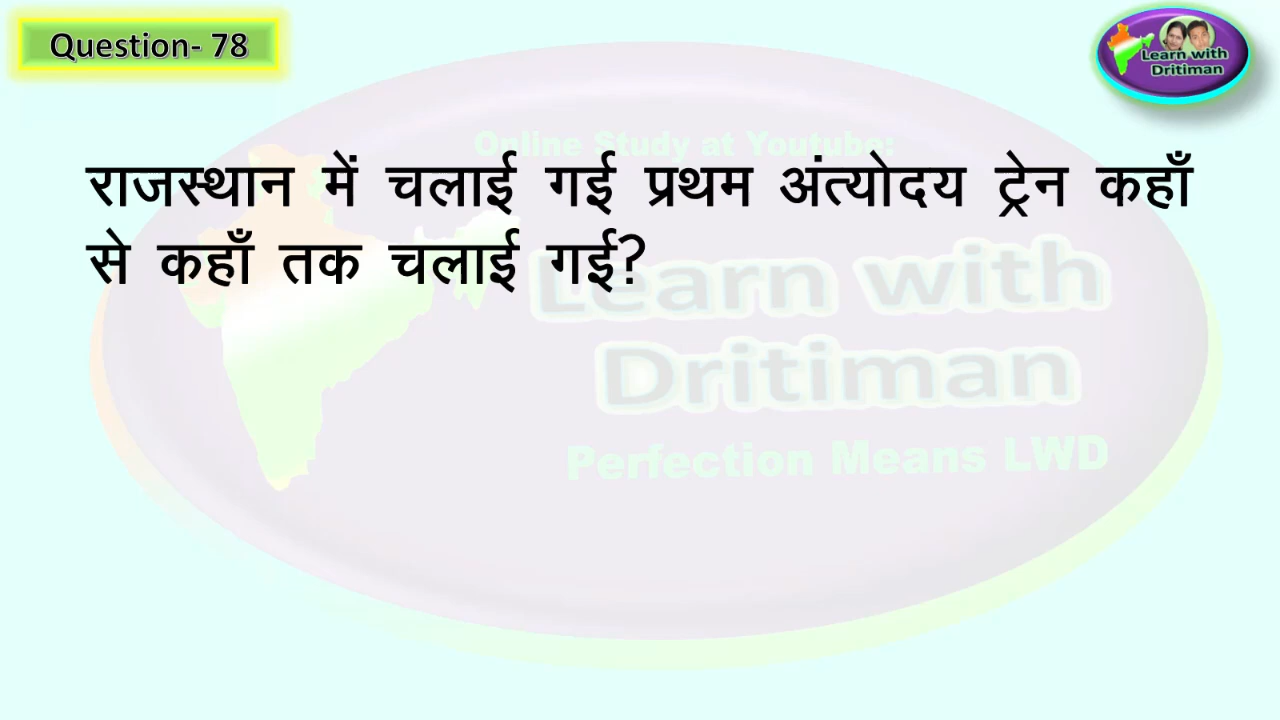 Question- 78
Learn with
Dritiman
Online Study at Youtube:
राजस्थान में चलाई गई प्रथम अंत्योदय ट्रेन कहाँ
से कहाँ तक चलाई गई?
Learn with
Dritiman
Perfection Means LWD